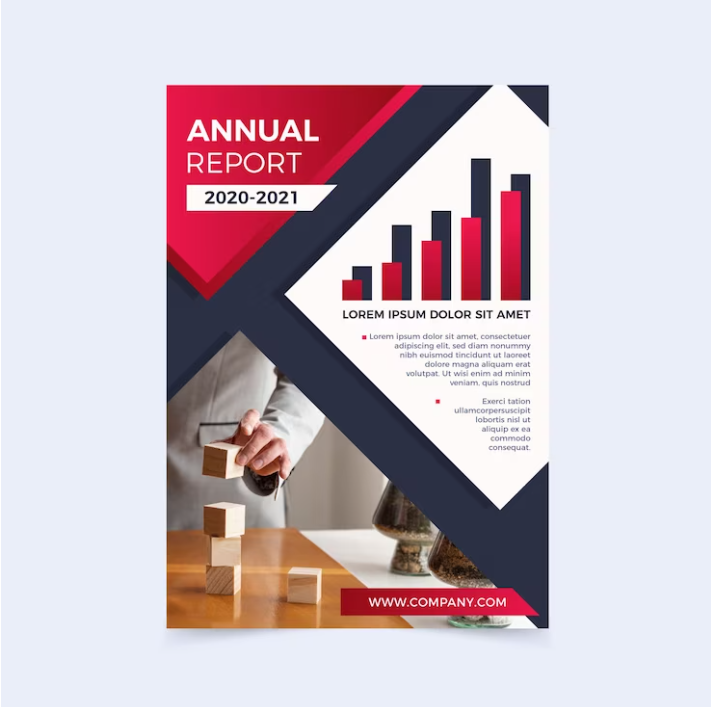 ANNUAL
REPORT
2020-2021
LOREM IPSUM DOLOR SIT AMET
Lorem ipsum dolor sit amet, consectetuer
adipiscing elit, sed diam nonummy
nibh euismod tincidunt ut laoreet
dolore magna aliquam erat
volutpat. Ut wisi enim ad minim
veniam, quis nostrud
Exerci tation
ullamcorpersuscipit
lobortis nisl ut
aliquip ex ea
commodo
consequat.
WWW.COMPANY.COM